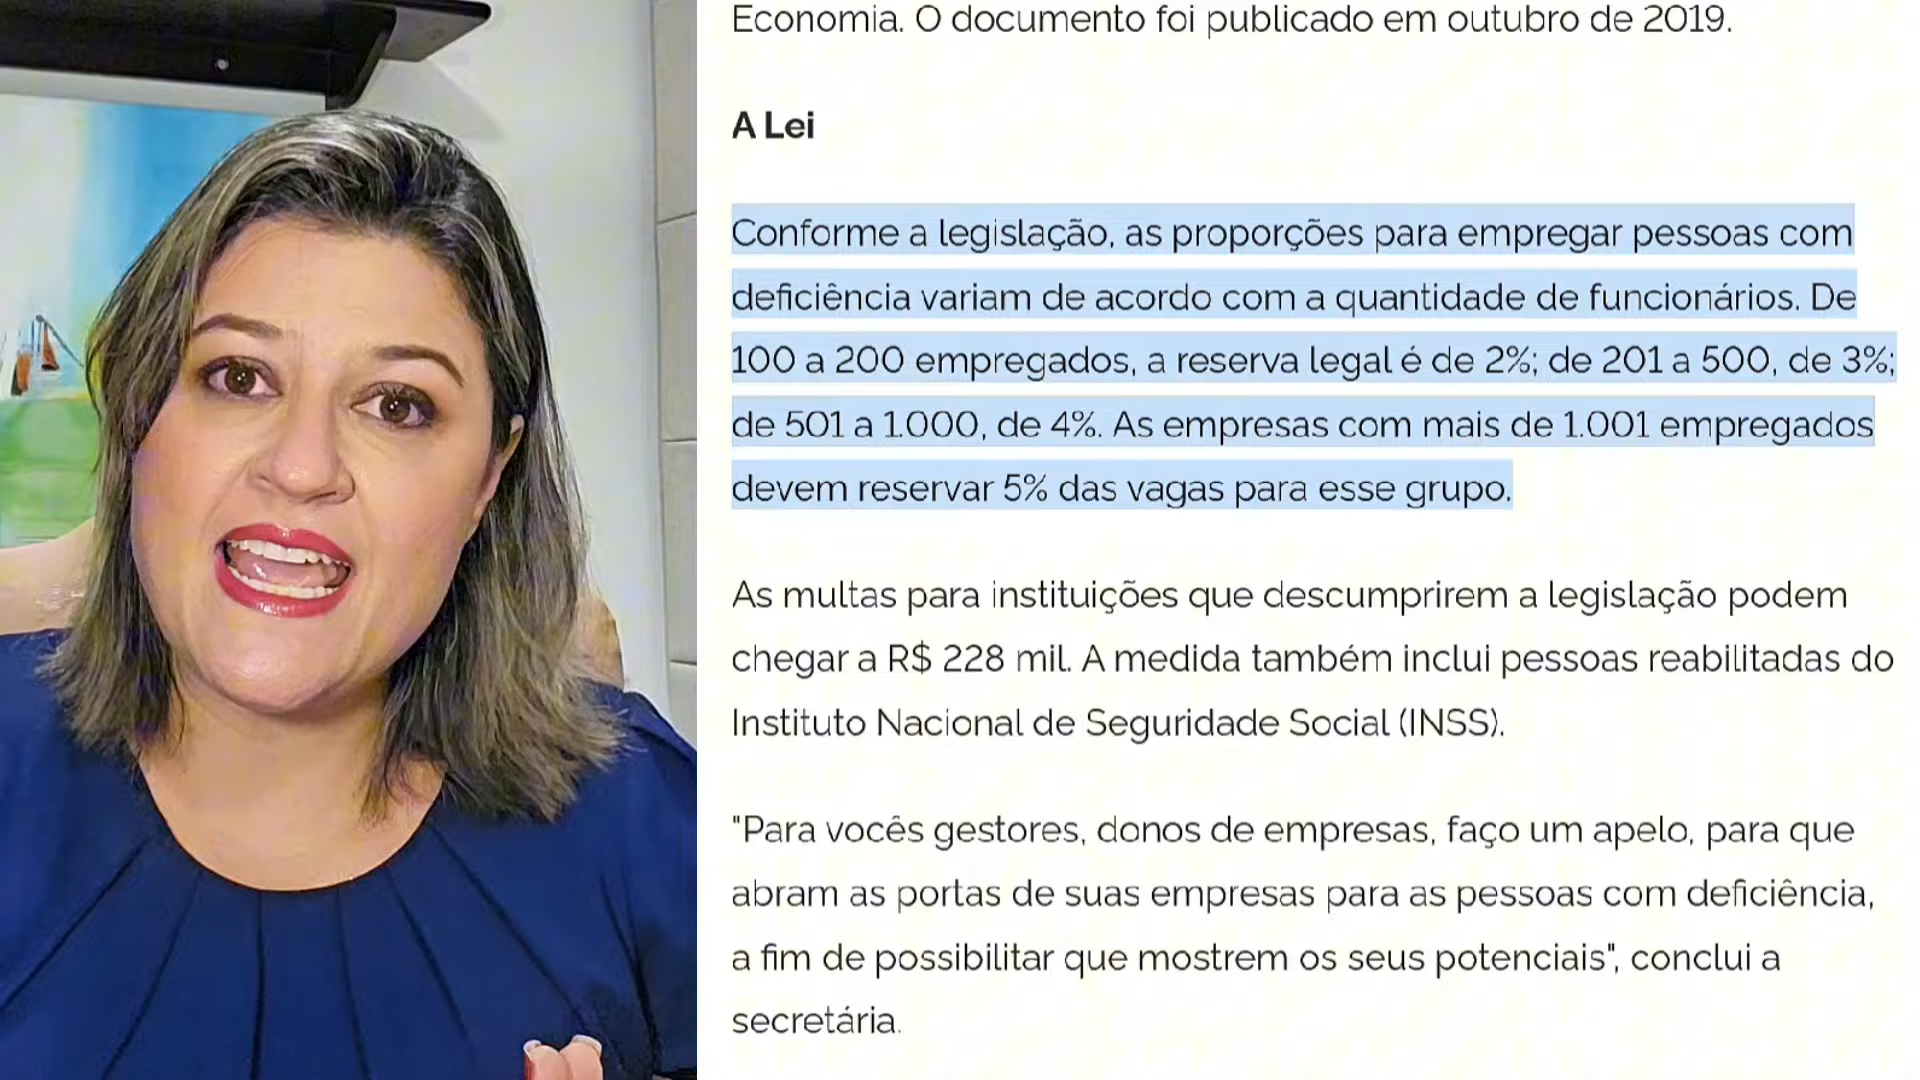 Economia. O documento foi publicado em outubro de 2019.
A Lei
Conforme a legislação, as proporções para empregar pessoas com
deficiência variam de acordo com a quantidade de funcionários. De
100 a 200 empregados, a reserva legal é de 2%; de 201 a 500, de 3%;
de 501 a 1.000, de 4%. As empresas com mais de 1.001 empregados
devem reservar 5% das vagas para esse grupo.
As multas para instituições que descumprirem a legislação podem
chegar a R$ 228 mil. A medida também inclui pessoas reabilitadas do
Instituto Nacional de Seguridade Social (INSS).
"Para vocês gestores, donos de empresas, faço um apelo, para que
abram as portas de suas empresas para as pessoas com deficiência,
a fim de possibilitar que mostrem os seus potenciais", conclui a
secretária.